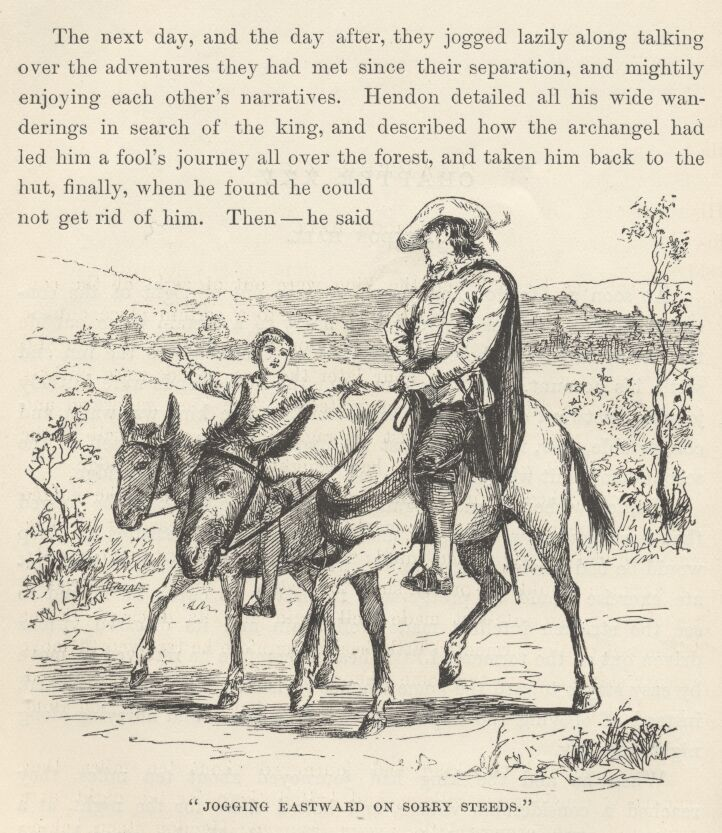 The next day, and the day after, they jogged lazily along talking
over the adventures they had met since their separation, and mightily
enjoying each other's narratives. Hendon detailed all his wide wan-
derings in search of the king, and described how the archangel had
led him a fool's journey all over the forest, and taken him back to the
hut, finally, when he found he could
not get rid of him. Then — he said
"JOGGING EASTWARD ON SORRY STEEDS."